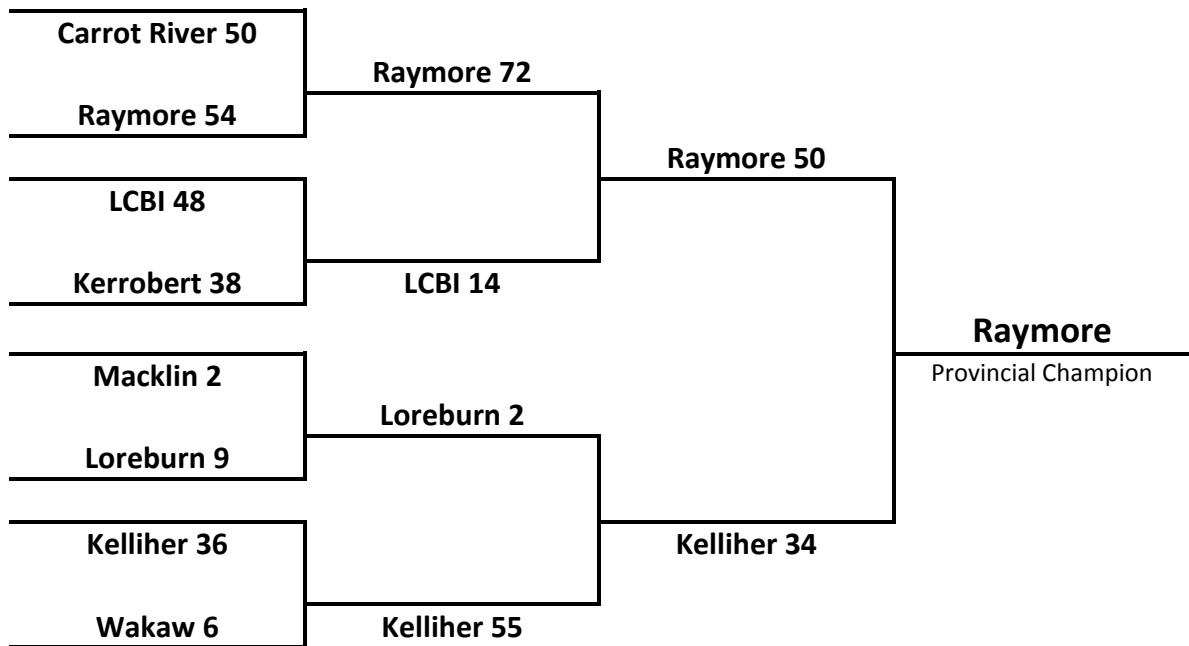 Carrot River 50
Raymore 54
LCBI 48
Kerrobert 38
Macklin 2
Loreburn 9
Kelliher 36
Wakaw 6
Raymore 72
LCBI 14
Loreburn 2
Kelliher 55
Raymore 50
Kelliher 34
Raymore
Provincial Champion